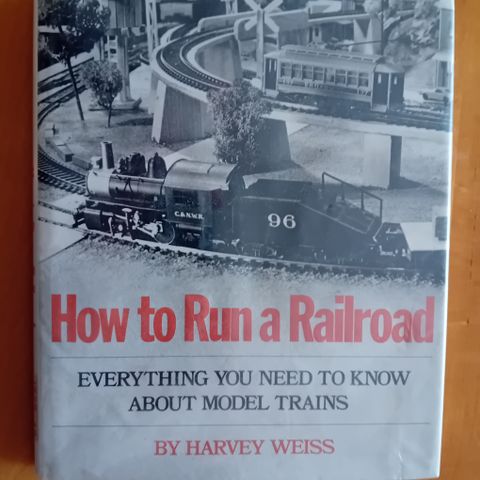 C.&N.W.R.
96
How to Run a Railroad
EVERYTHING YOU NEED TO KNOW
ABOUT MODEL TRAINS
BY HARVEY WEISS